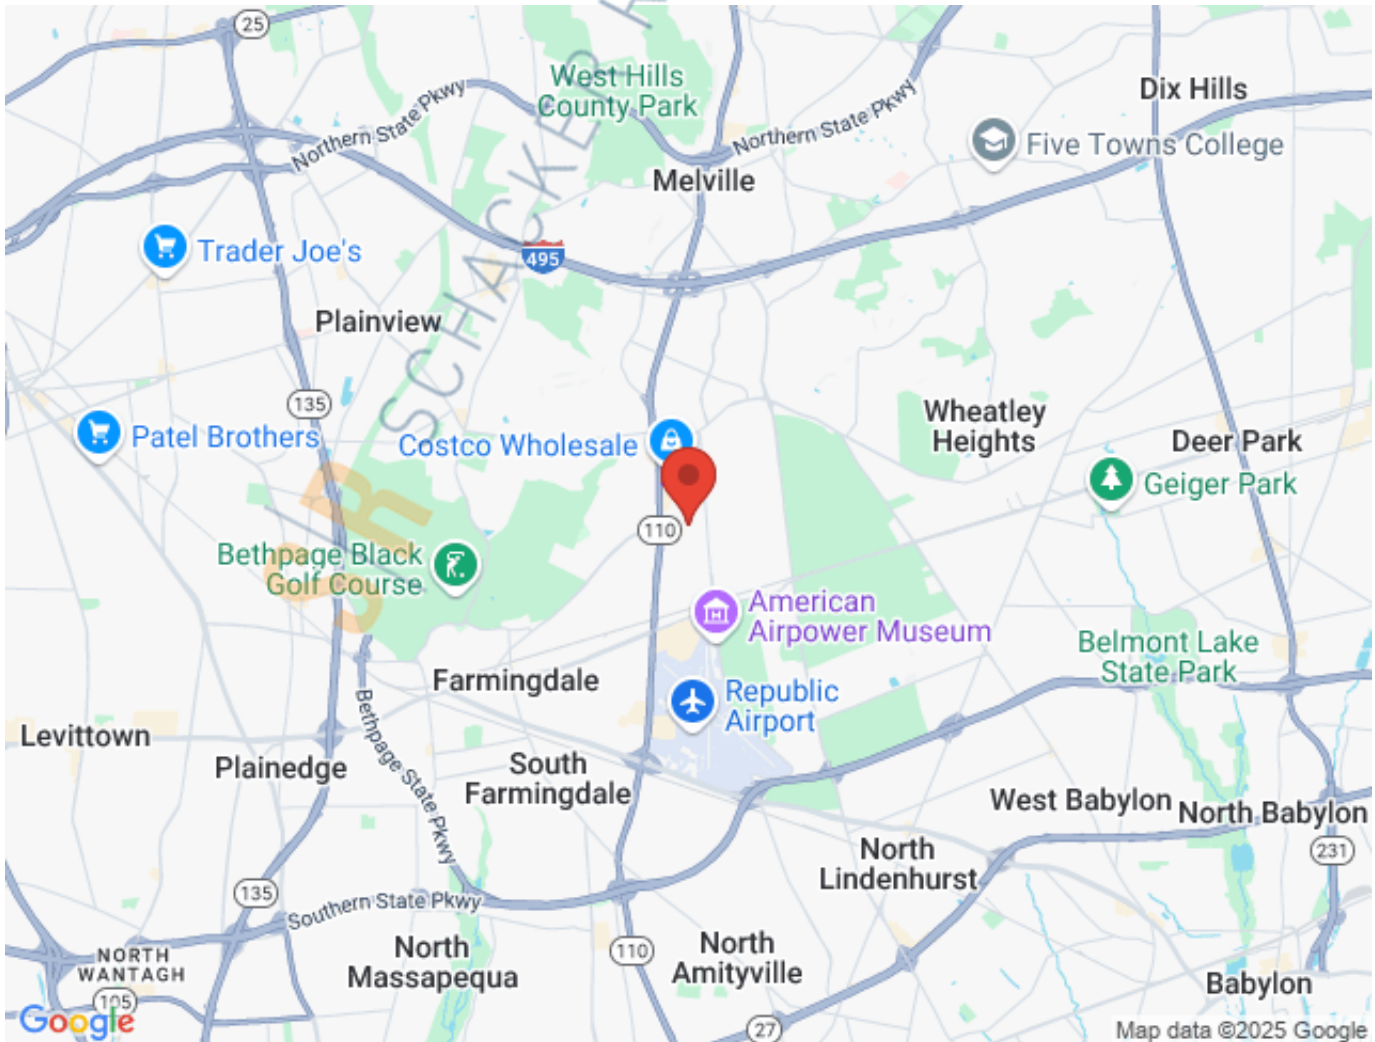 25
West Hills
County Park
Dix Hills
Northern State Pkwy
Northern State Pkwy
Five Towns College
Melville
Trader Joe's
495
Plainview
135
Wheatley
Heights
Patel Brothers
Costco Wholesale
Deer Park
Geiger Park
SR
SCHACKER R
110
Bethpage Black
Golf Course
American
Airpower Museum
Belmont Lake
State Park
Farmingdale
Republic
Airport
Bethpage State Pkwy
Levittown
Plainedge
South
Farmingdale
West Babylon
North Babylon
North
Lindenhurst
231
135
Southern State Pkwy
North
Massapequa
110
North
Amityville
NORTH
WANTAGH
105
Babylon
Google
27
Map data ©2025 Google